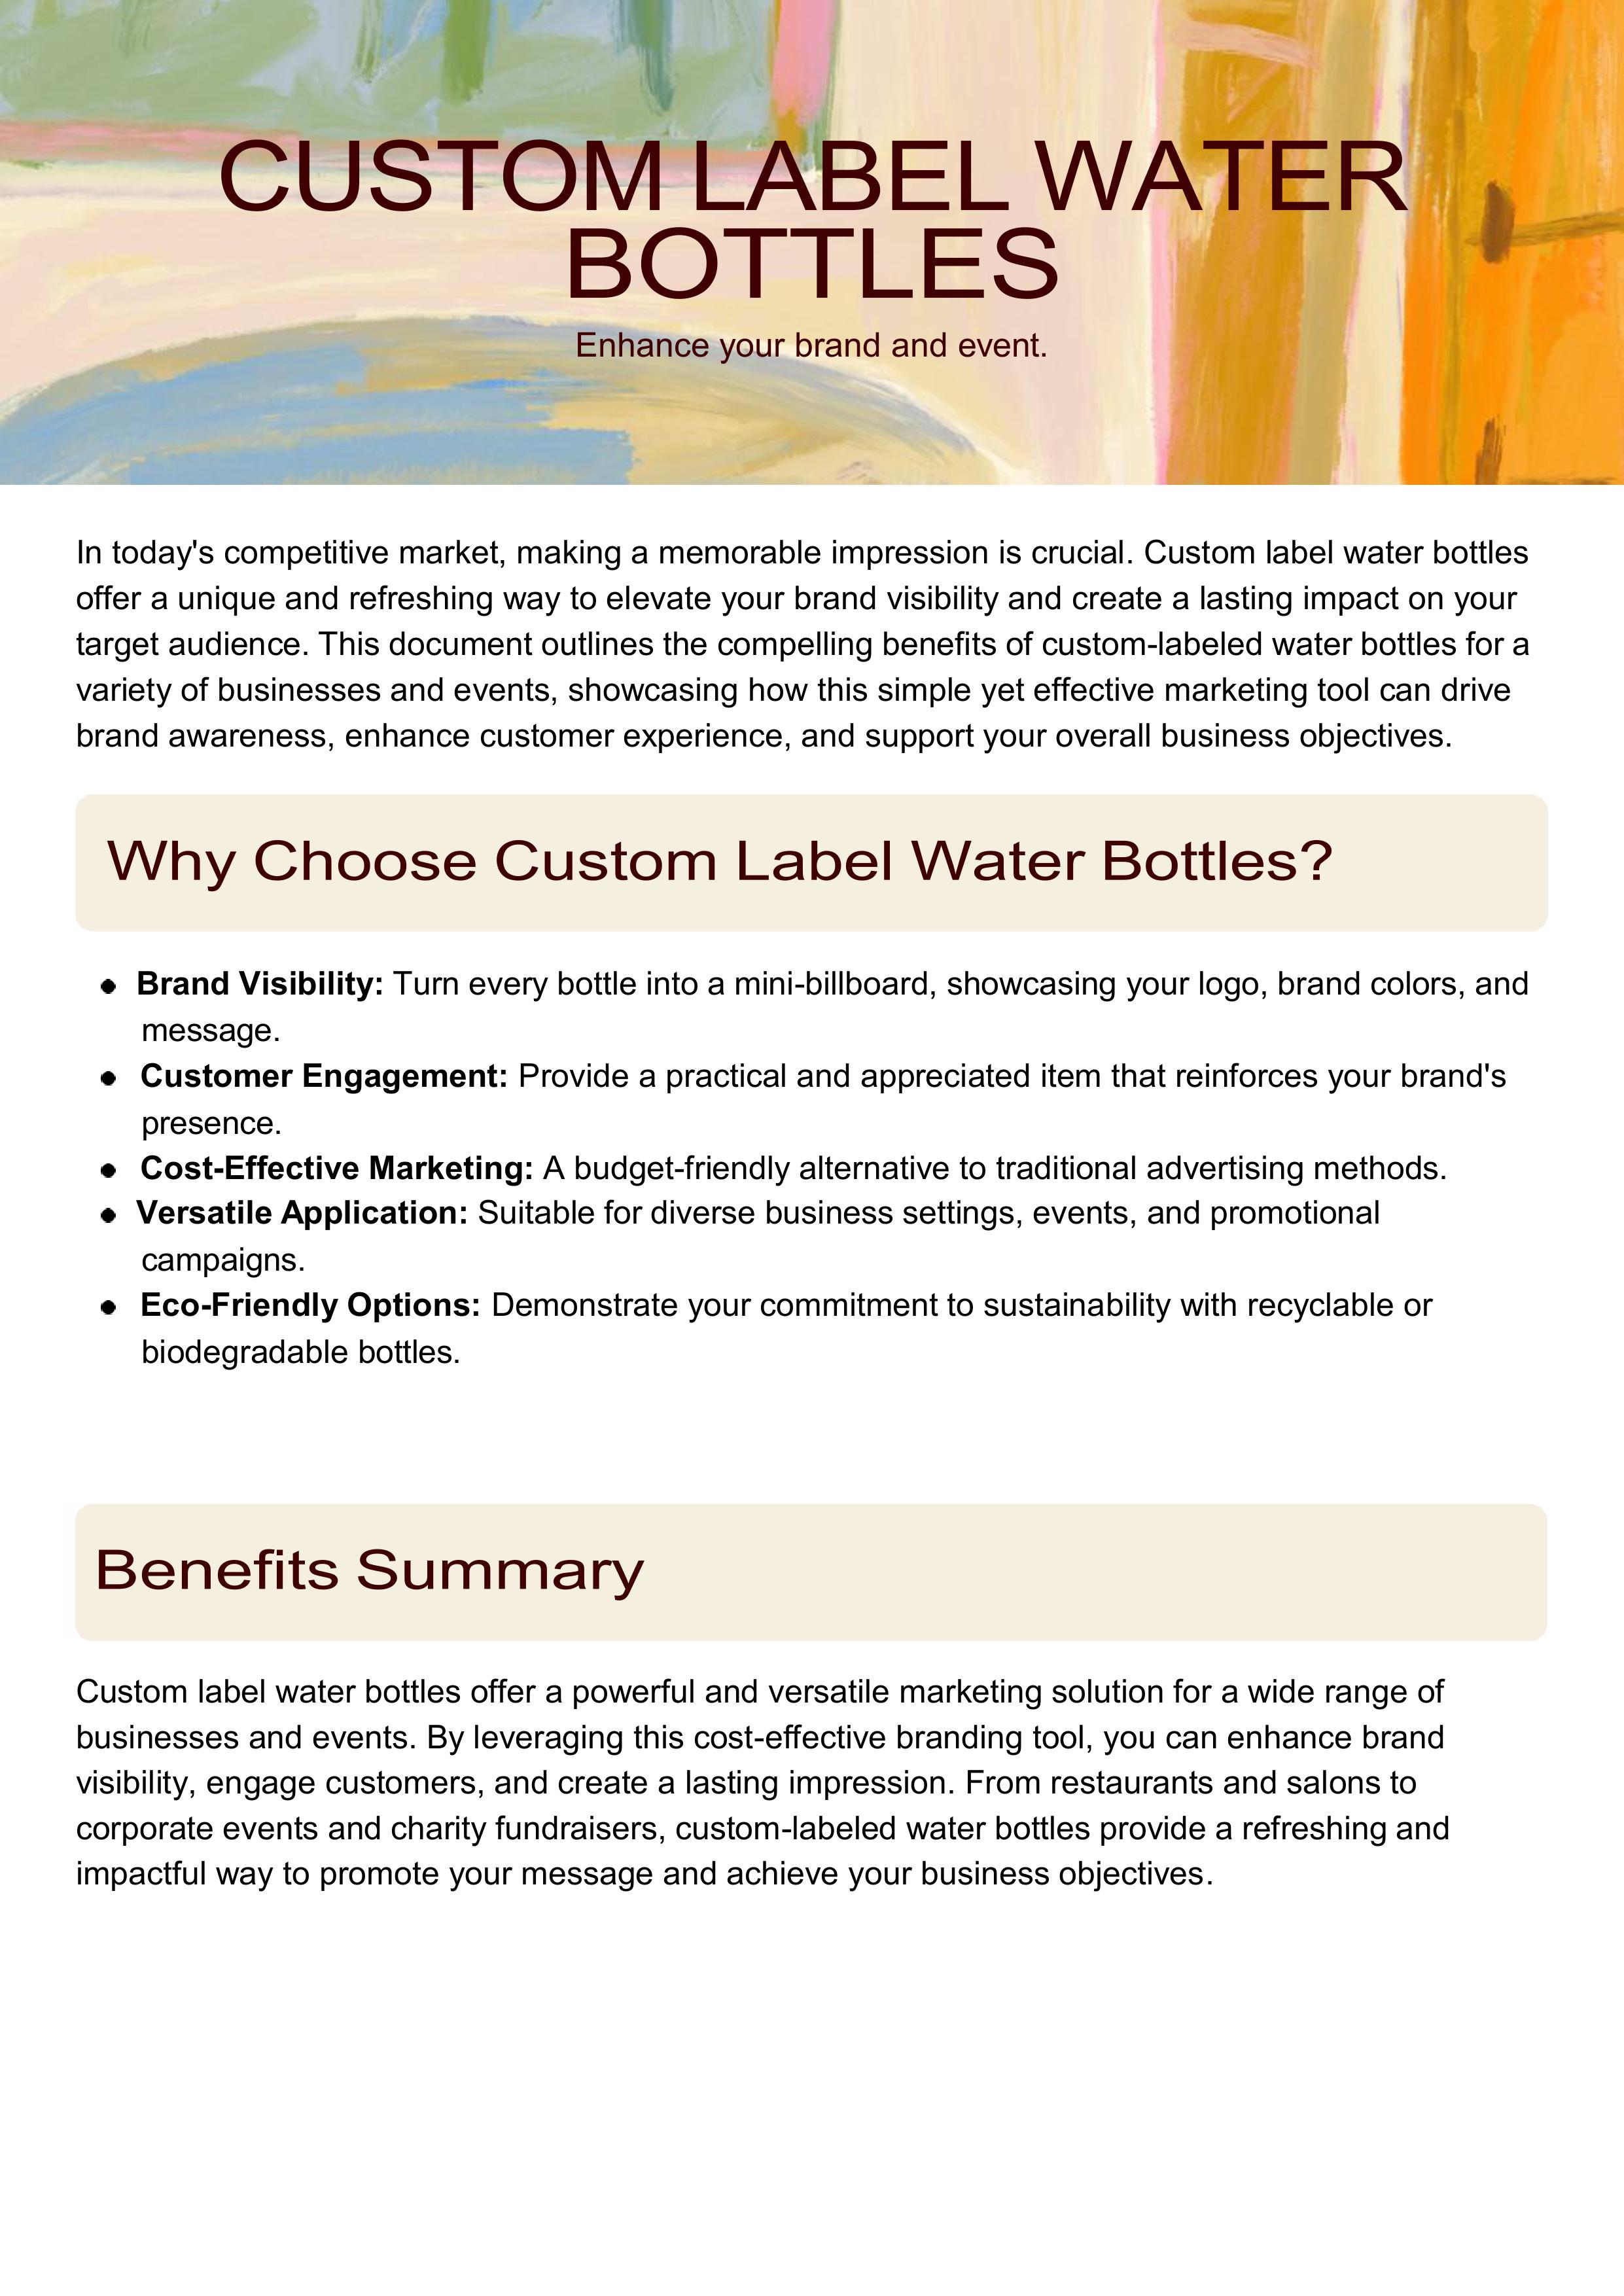 CUSTOM LABEL WATER
BOTTLES
Enhance your brand and event.
In today's competitive market, making a memorable impression is crucial. Custom label water bottles
offer a unique and refreshing way to elevate your brand visibility and create a lasting impact on your
target audience. This document outlines the compelling benefits of custom-labeled water bottles for a
variety of businesses and events, showcasing how this simple yet effective marketing tool can drive
brand awareness, enhance customer experience, and support your overall business objectives.
Why Choose Custom Label Water Bottles?
● Brand Visibility: Turn every bottle into a mini-billboard, showcasing your logo, brand colors, and
message.
● Customer Engagement: Provide a practical and appreciated item that reinforces your brand's
presence.
● Cost-Effective Marketing: A budget-friendly alternative to traditional advertising methods.
● Versatile Application: Suitable for diverse business settings, events, and promotional
campaigns.
● Eco-Friendly Options: Demonstrate your commitment to sustainability with recyclable or
biodegradable bottles.
Benefits Summary
Custom label water bottles offer a powerful and versatile marketing solution for a wide range of
businesses and events. By leveraging this cost-effective branding tool, you can enhance brand
visibility, engage customers, and create a lasting impression. From restaurants and salons to
corporate events and charity fundraisers, custom-labeled water bottles provide a refreshing and
impactful way to promote your message and achieve your business objectives.